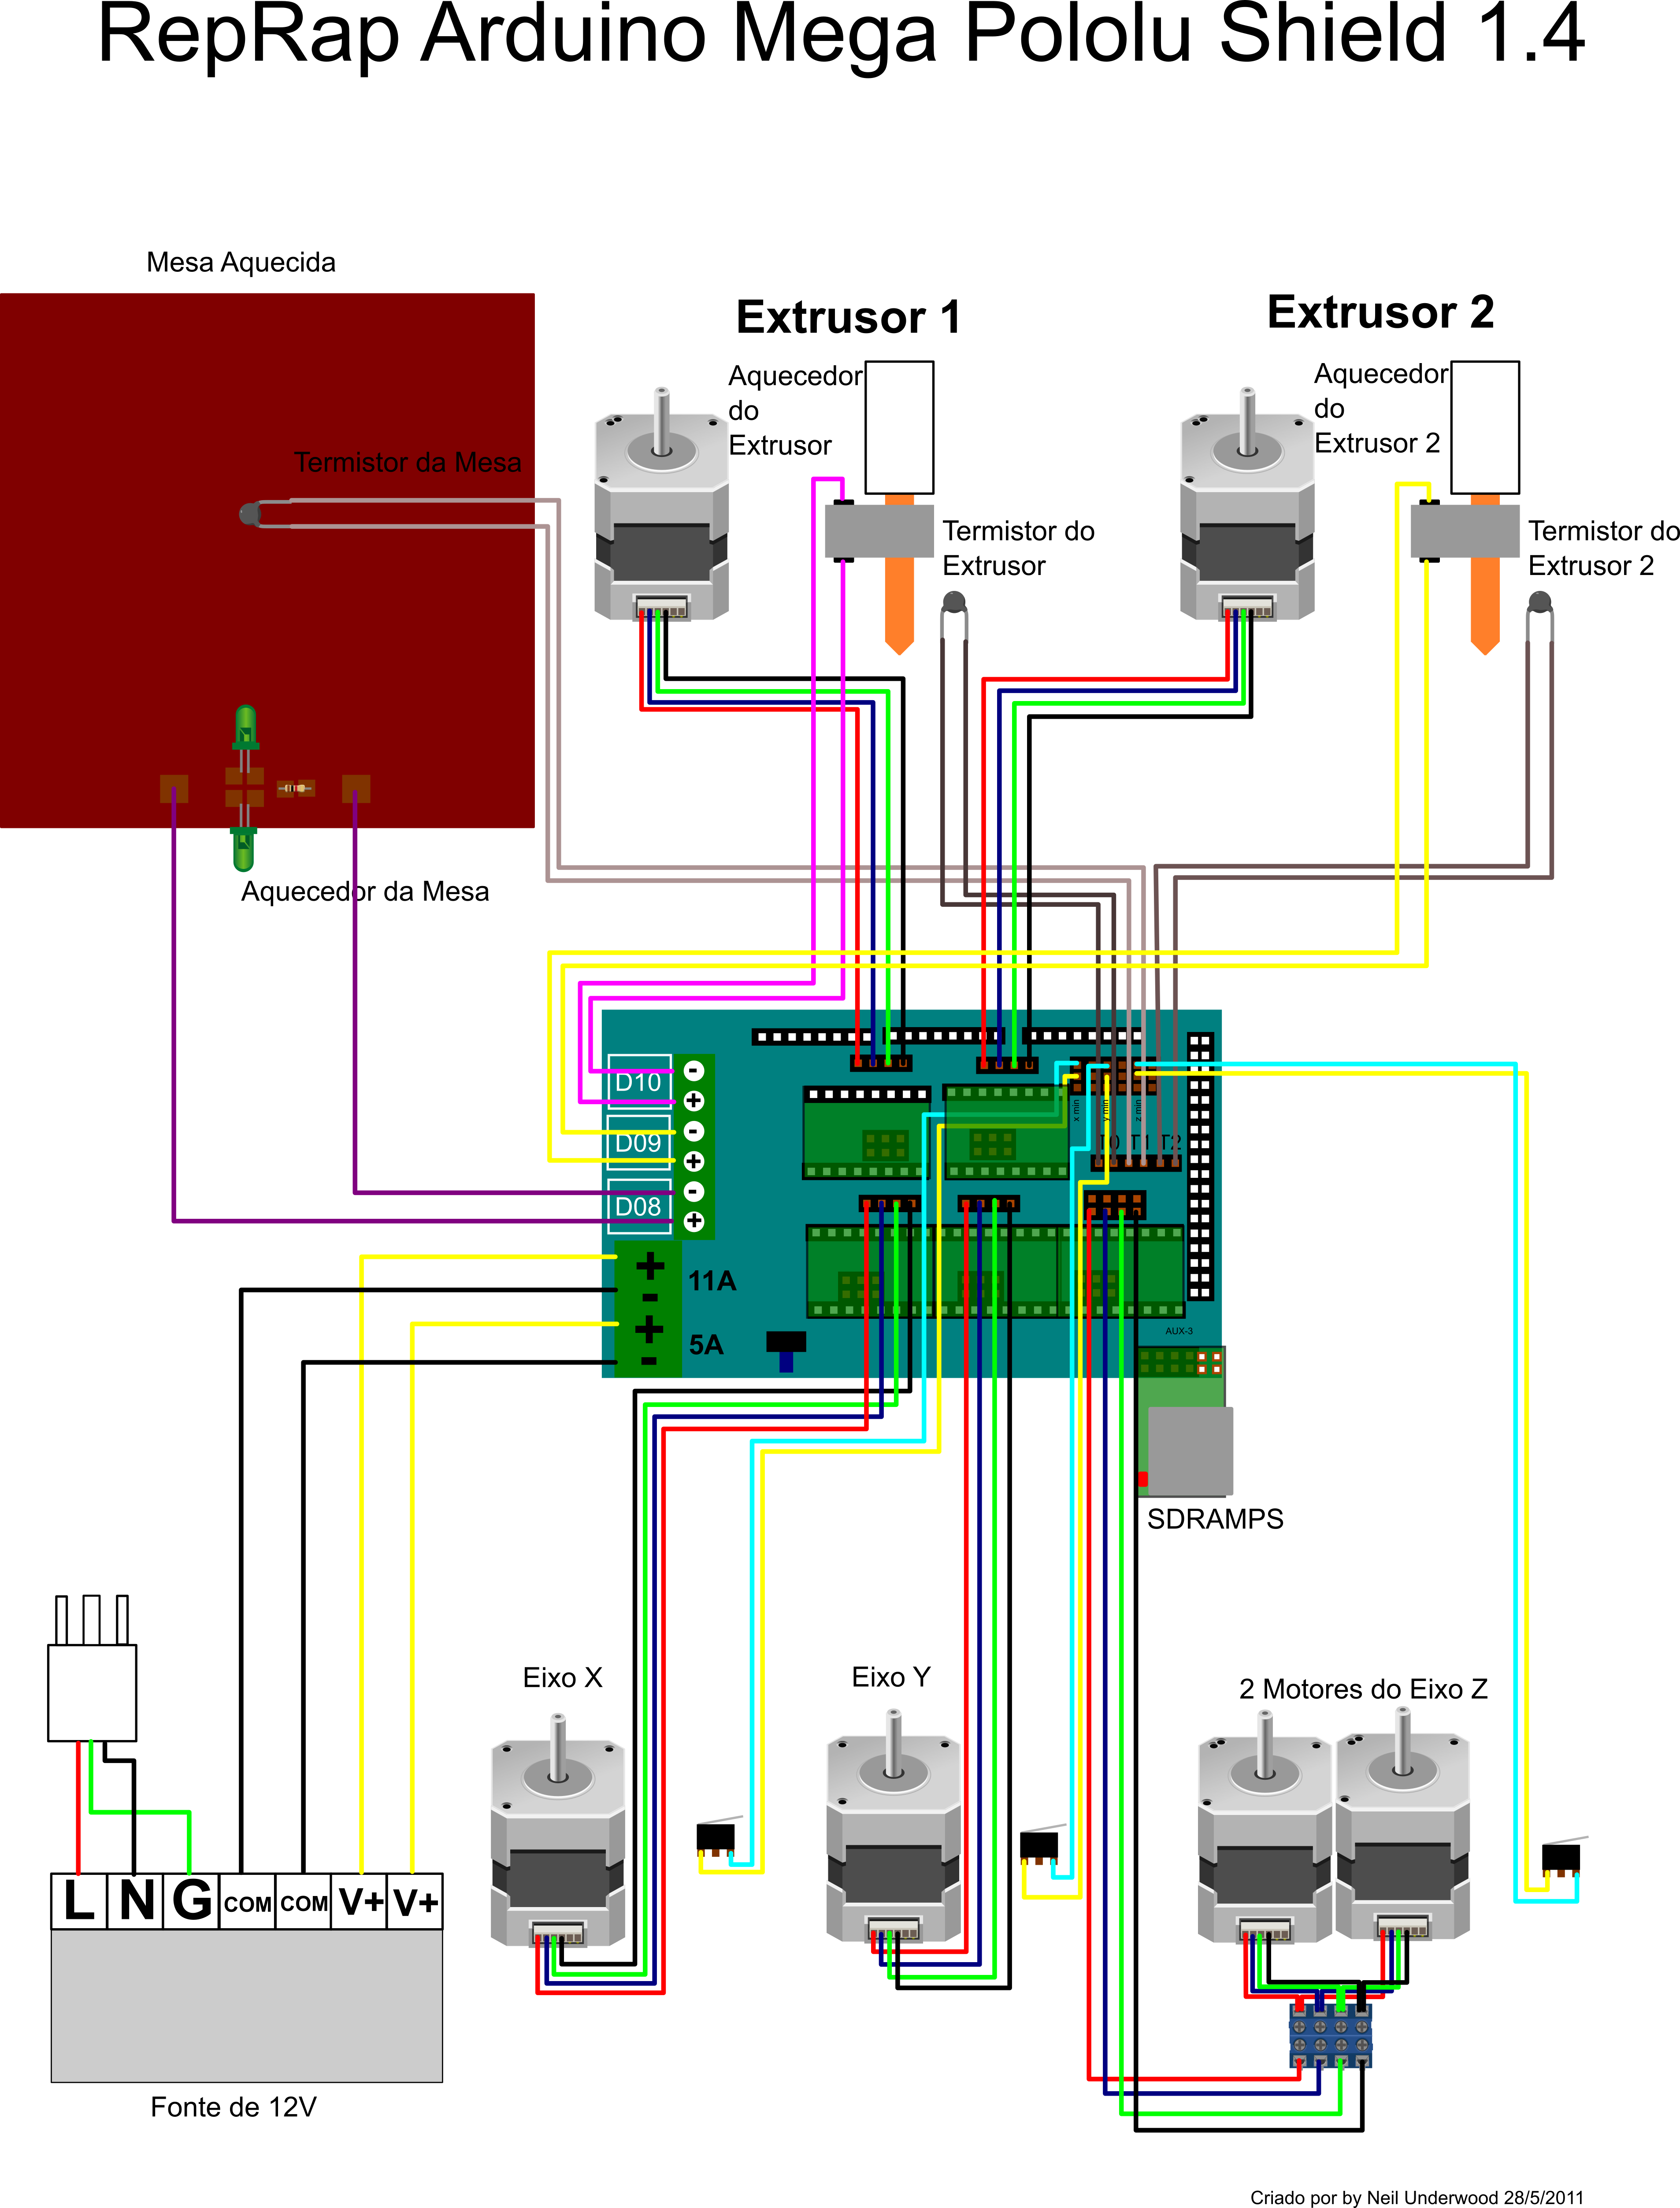 RepRap Arduino Mega Pololu Shield 1.4
Mesa Aquecida
Extrusor 1
Extrusor 2
Aquecedor
do
Extrusor
Aquecedor
do
Extrusor 2
Termistor da Mesa
Termistor do
Extrusor
Termistor do
Extrusor 2
Aquecedor da Mesa
D10
-
+
D09
-
+
D08
-
+
x min
y min
z min
T0
T1
T2
+
-
11A
+
-
5A
AUX-3
SDRAMPS
Eixo X
Eixo Y
2 Motores do Eixo Z
L
N
G
COM
COM
V+
V+
Fonte de 12V
Criado por by Neil Underwood 28/5/2011